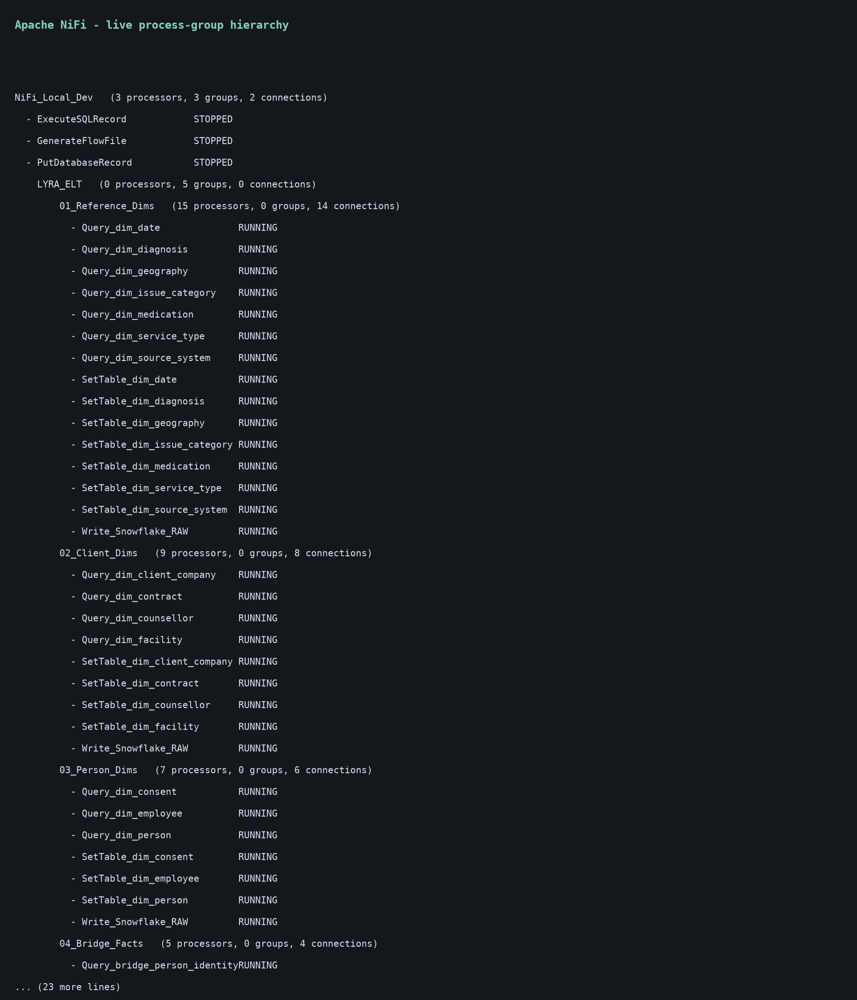 Apache NiFi - live process-group hierarchy
NiFi_Local_Dev   (3 processors, 3 groups, 2 connections)
  - ExecuteSQLRecord            STOPPED
  - GenerateFlowFile            STOPPED
  - PutDatabaseRecord           STOPPED
    LYRA_ELT   (0 processors, 5 groups, 0 connections)
        01_Reference_Dims   (15 processors, 0 groups, 14 connections)
          - Query_dim_date              RUNNING
          - Query_dim_diagnosis         RUNNING
          - Query_dim_geography         RUNNING
          - Query_dim_issue_category    RUNNING
          - Query_dim_medication        RUNNING
          - Query_dim_service_type      RUNNING
          - Query_dim_source_system     RUNNING
          - SetTable_dim_date           RUNNING
          - SetTable_dim_diagnosis      RUNNING
          - SetTable_dim_geography      RUNNING
          - SetTable_dim_issue_category RUNNING
          - SetTable_dim_medication     RUNNING
          - SetTable_dim_service_type   RUNNING
          - SetTable_dim_source_system  RUNNING
          - Write_Snowflake_RAW         RUNNING
        02_Client_Dims   (9 processors, 0 groups, 8 connections)
          - Query_dim_client_company    RUNNING
          - Query_dim_contract          RUNNING
          - Query_dim_counsellor        RUNNING
          - Query_dim_facility          RUNNING
          - SetTable_dim_client_company RUNNING
          - SetTable_dim_contract       RUNNING
          - SetTable_dim_counsellor     RUNNING
          - SetTable_dim_facility       RUNNING
          - Write_Snowflake_RAW         RUNNING
        03_Person_Dims   (7 processors, 0 groups, 6 connections)
          - Query_dim_consent           RUNNING
          - Query_dim_employee          RUNNING
          - Query_dim_person            RUNNING
          - SetTable_dim_consent        RUNNING
          - SetTable_dim_employee       RUNNING
          - SetTable_dim_person         RUNNING
          - Write_Snowflake_RAW         RUNNING
        04_Bridge_Facts   (5 processors, 0 groups, 4 connections)
          - Query_bridge_person_identityRUNNING
... (23 more lines)